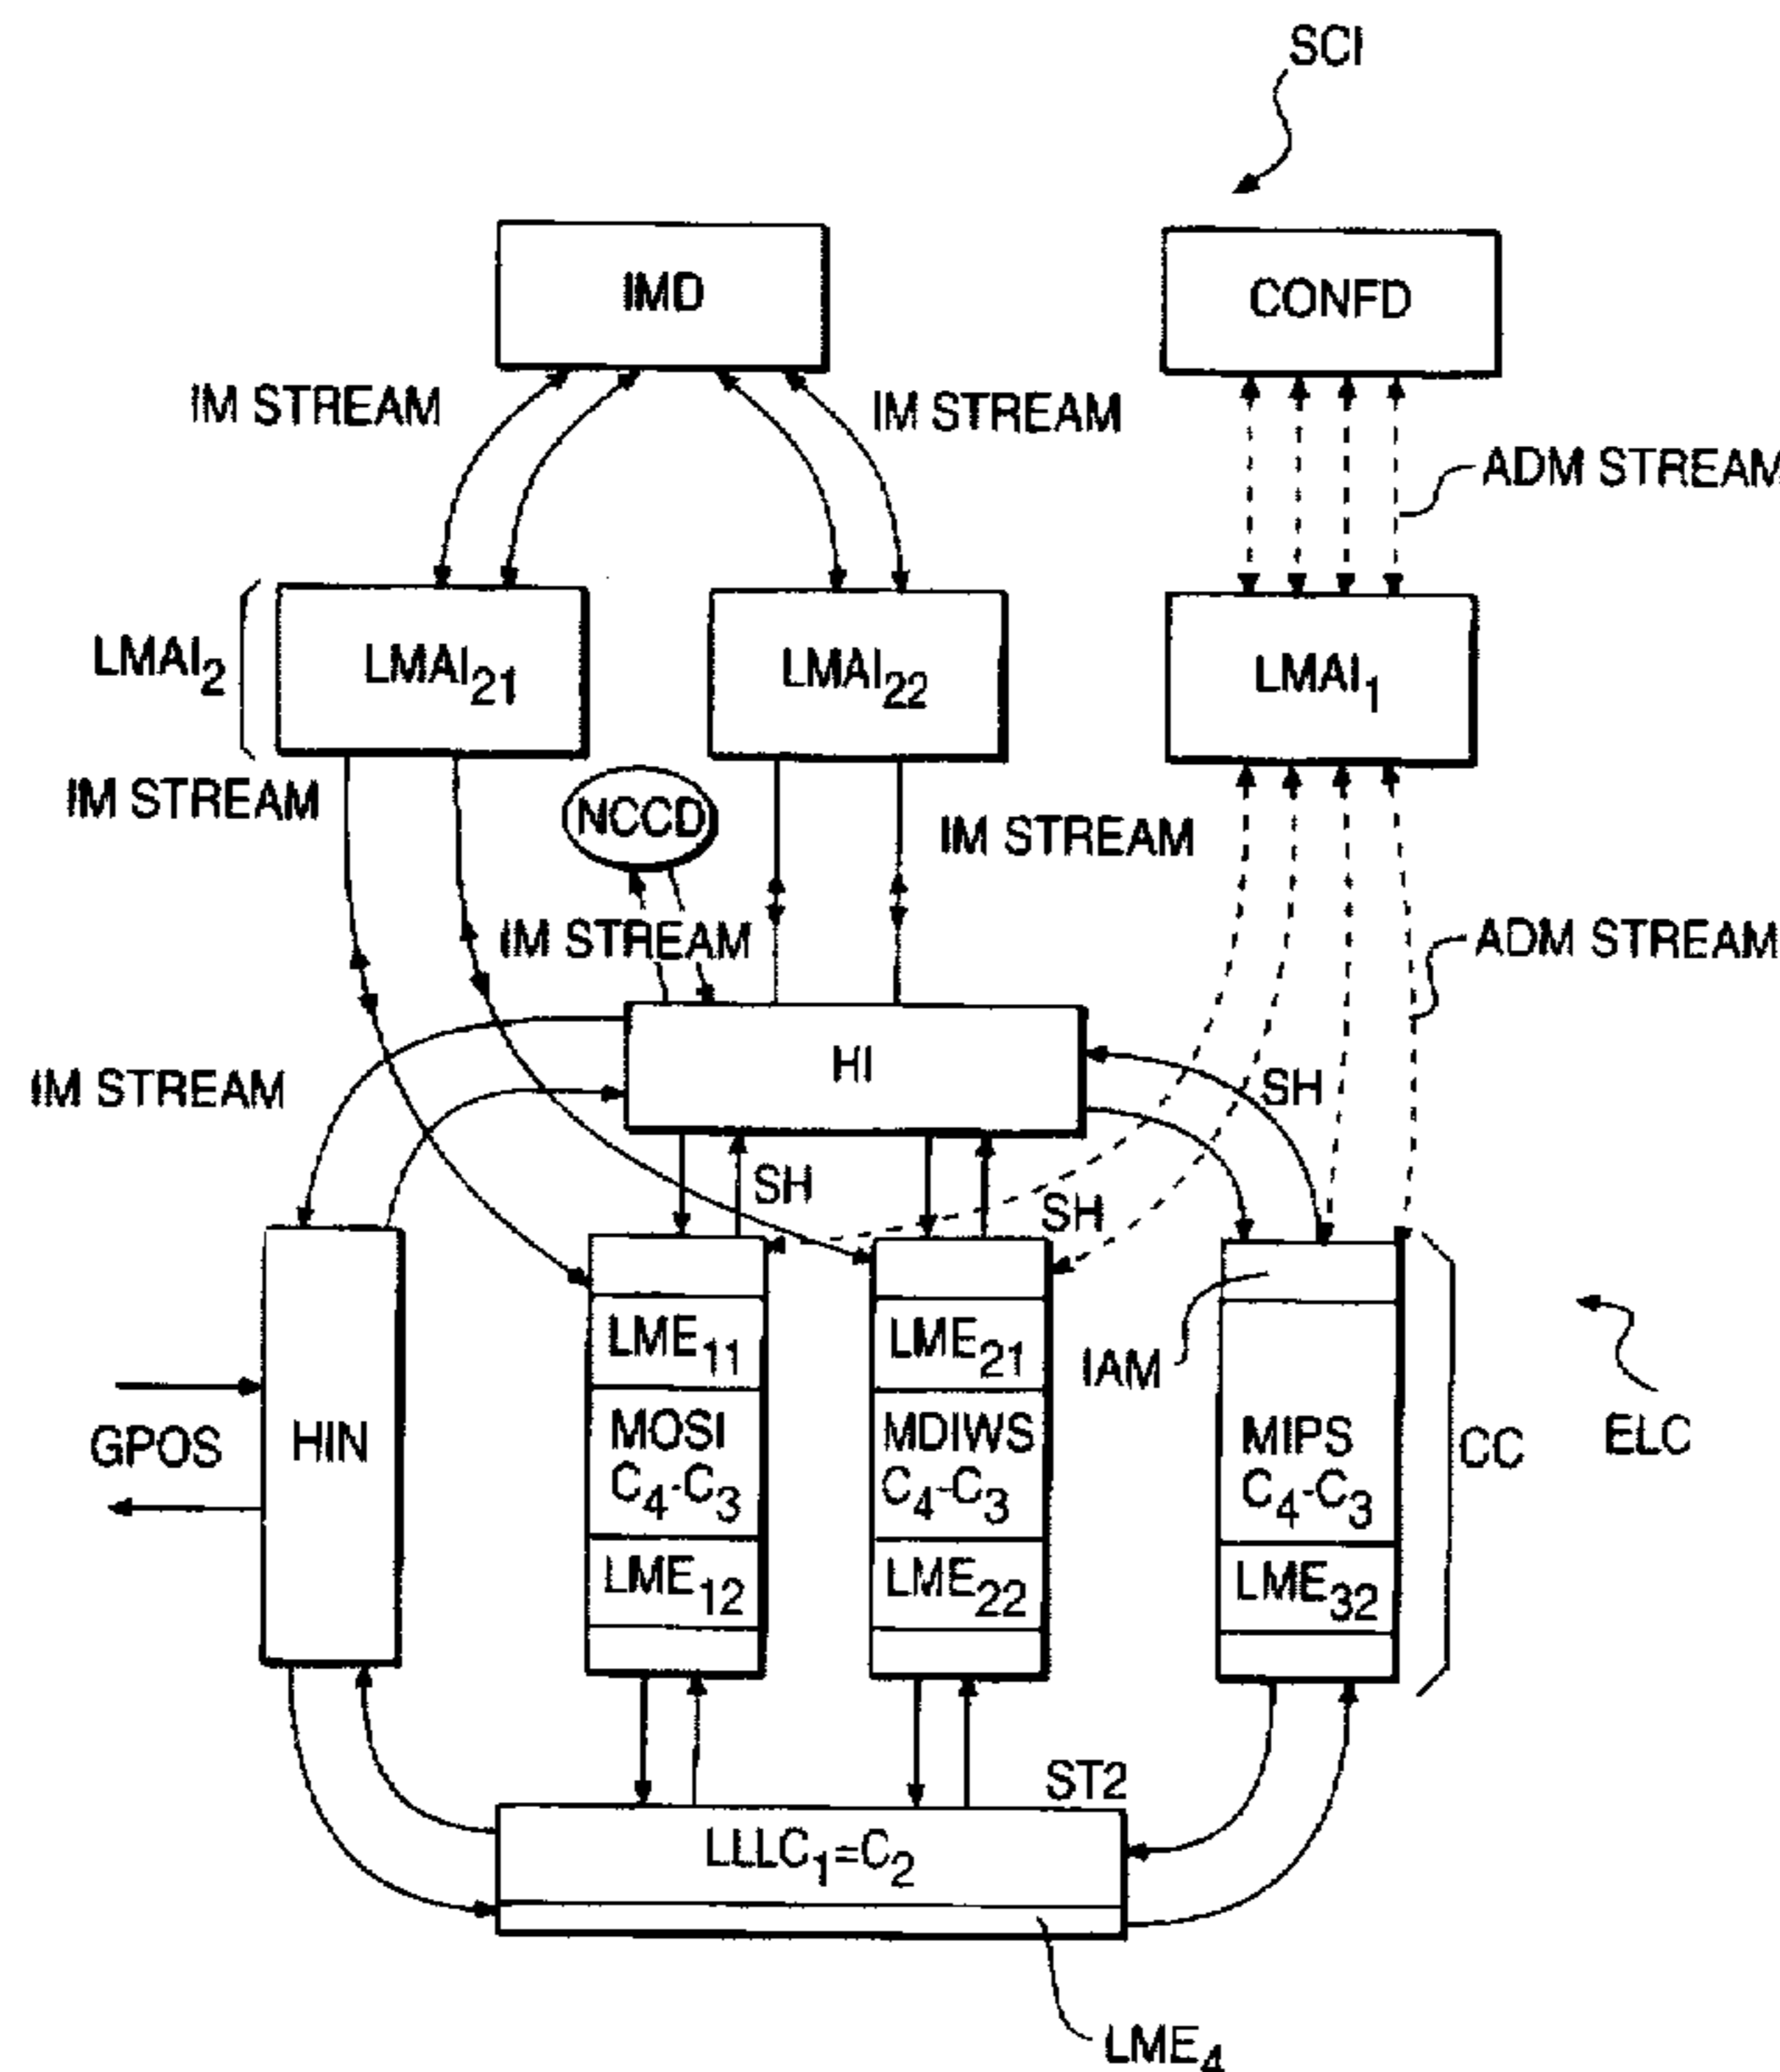 SCI
IMD
CONFD
IM STREAM
IM STREAM
ADM STREAM
LMAI2
LMAI21
LMAI22
LMAI1
IM STREAM
NCCD
IM STREAM
IM STREAM
ADM STREAM
IM STREAM
HI
SH
SH
SH
LME11
LME21
IAM
GPOS
HIN
MOSI
C4-C3
MDIWS
C4-C3
MIPS
C4-C3
CC
ELC
LME12
LME22
LME32
ST2
LLLC1=C2
LME4